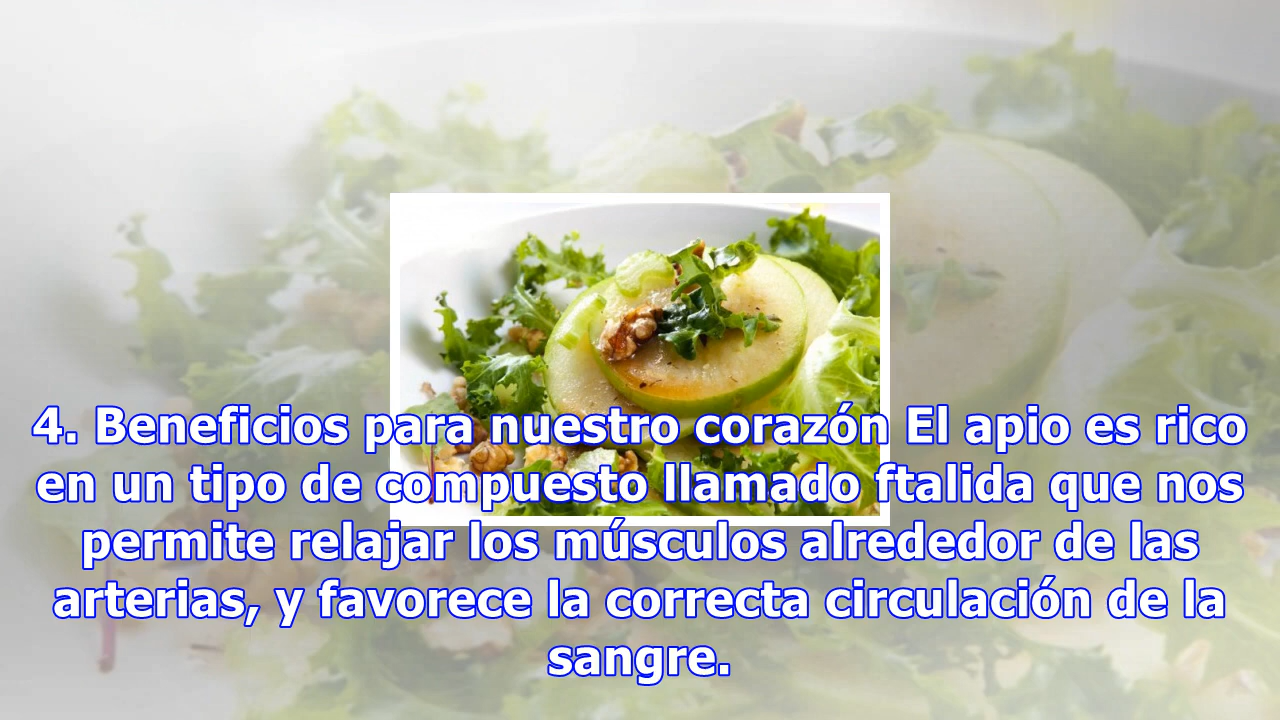 4. Beneficios para nuestro corazón El apio es rico
en un tipo de compuesto llamado ftalida que nos
permite relajar los músculos alrededor de las
arterias, y favorece la correcta circulación de la
sangre.